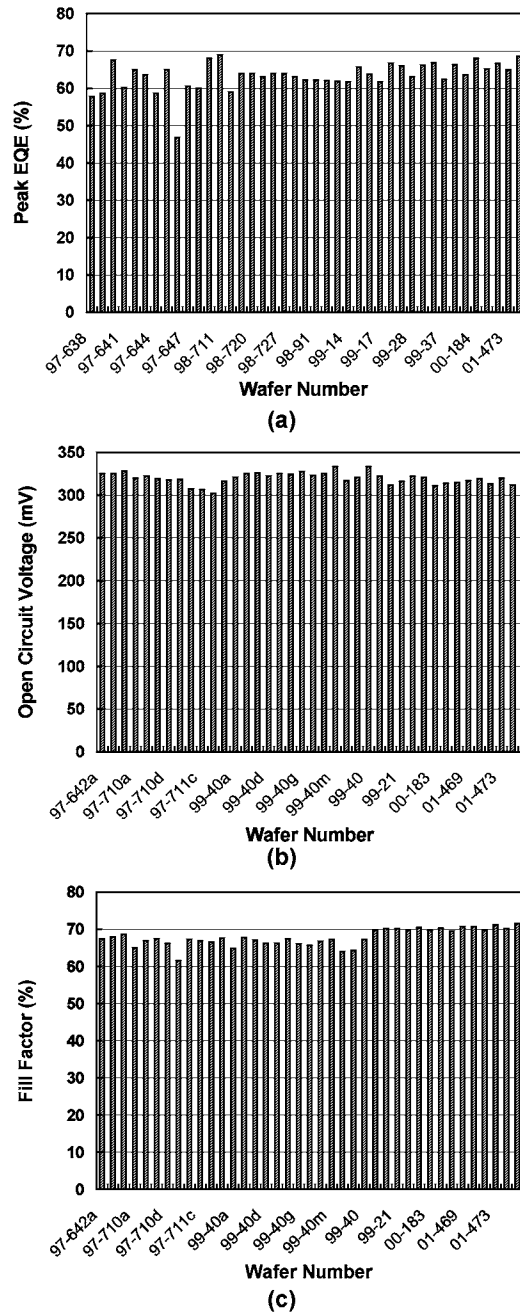 80
70
60
50
40
30
20
10
0
Peak EQE (%)
97-638
97-641
97-644
97-647
98-711
98-720
98-727
98-91
99-14
99-17
99-28
99-37
00-184
01-473
Wafer Number
(a)
350
300
250
200
150
100
50
0
Open Circuit Voltage (mV)
97-642a
97-710a
97-710d
97-711c
99-40a
99-40d
99-40g
99-40m
99-40
99-21
00-183
01-469
01-473
Wafer Number
(b)
80
70
60
50
40
30
20
10
0
Fill Factor (%)
97-642a
97-710a
97-710d
97-711c
99-40a
99-40d
99-40g
99-40m
99-40
99-21
00-183
01-469
01-473
Wafer Number
(c)